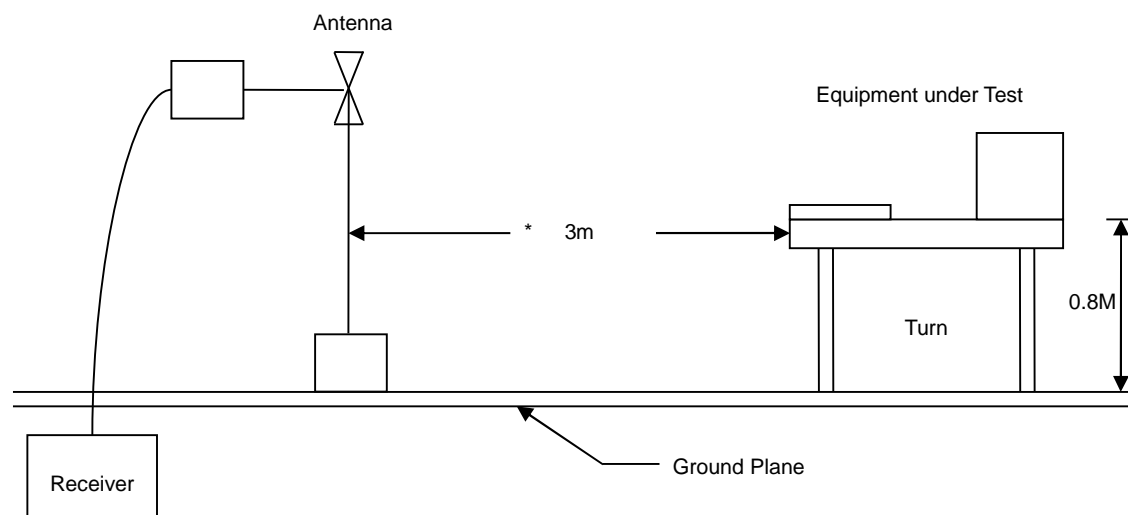 Antenna
Equipment under Test
* 3m
0.8M
Turn
Ground Plane
Receiver